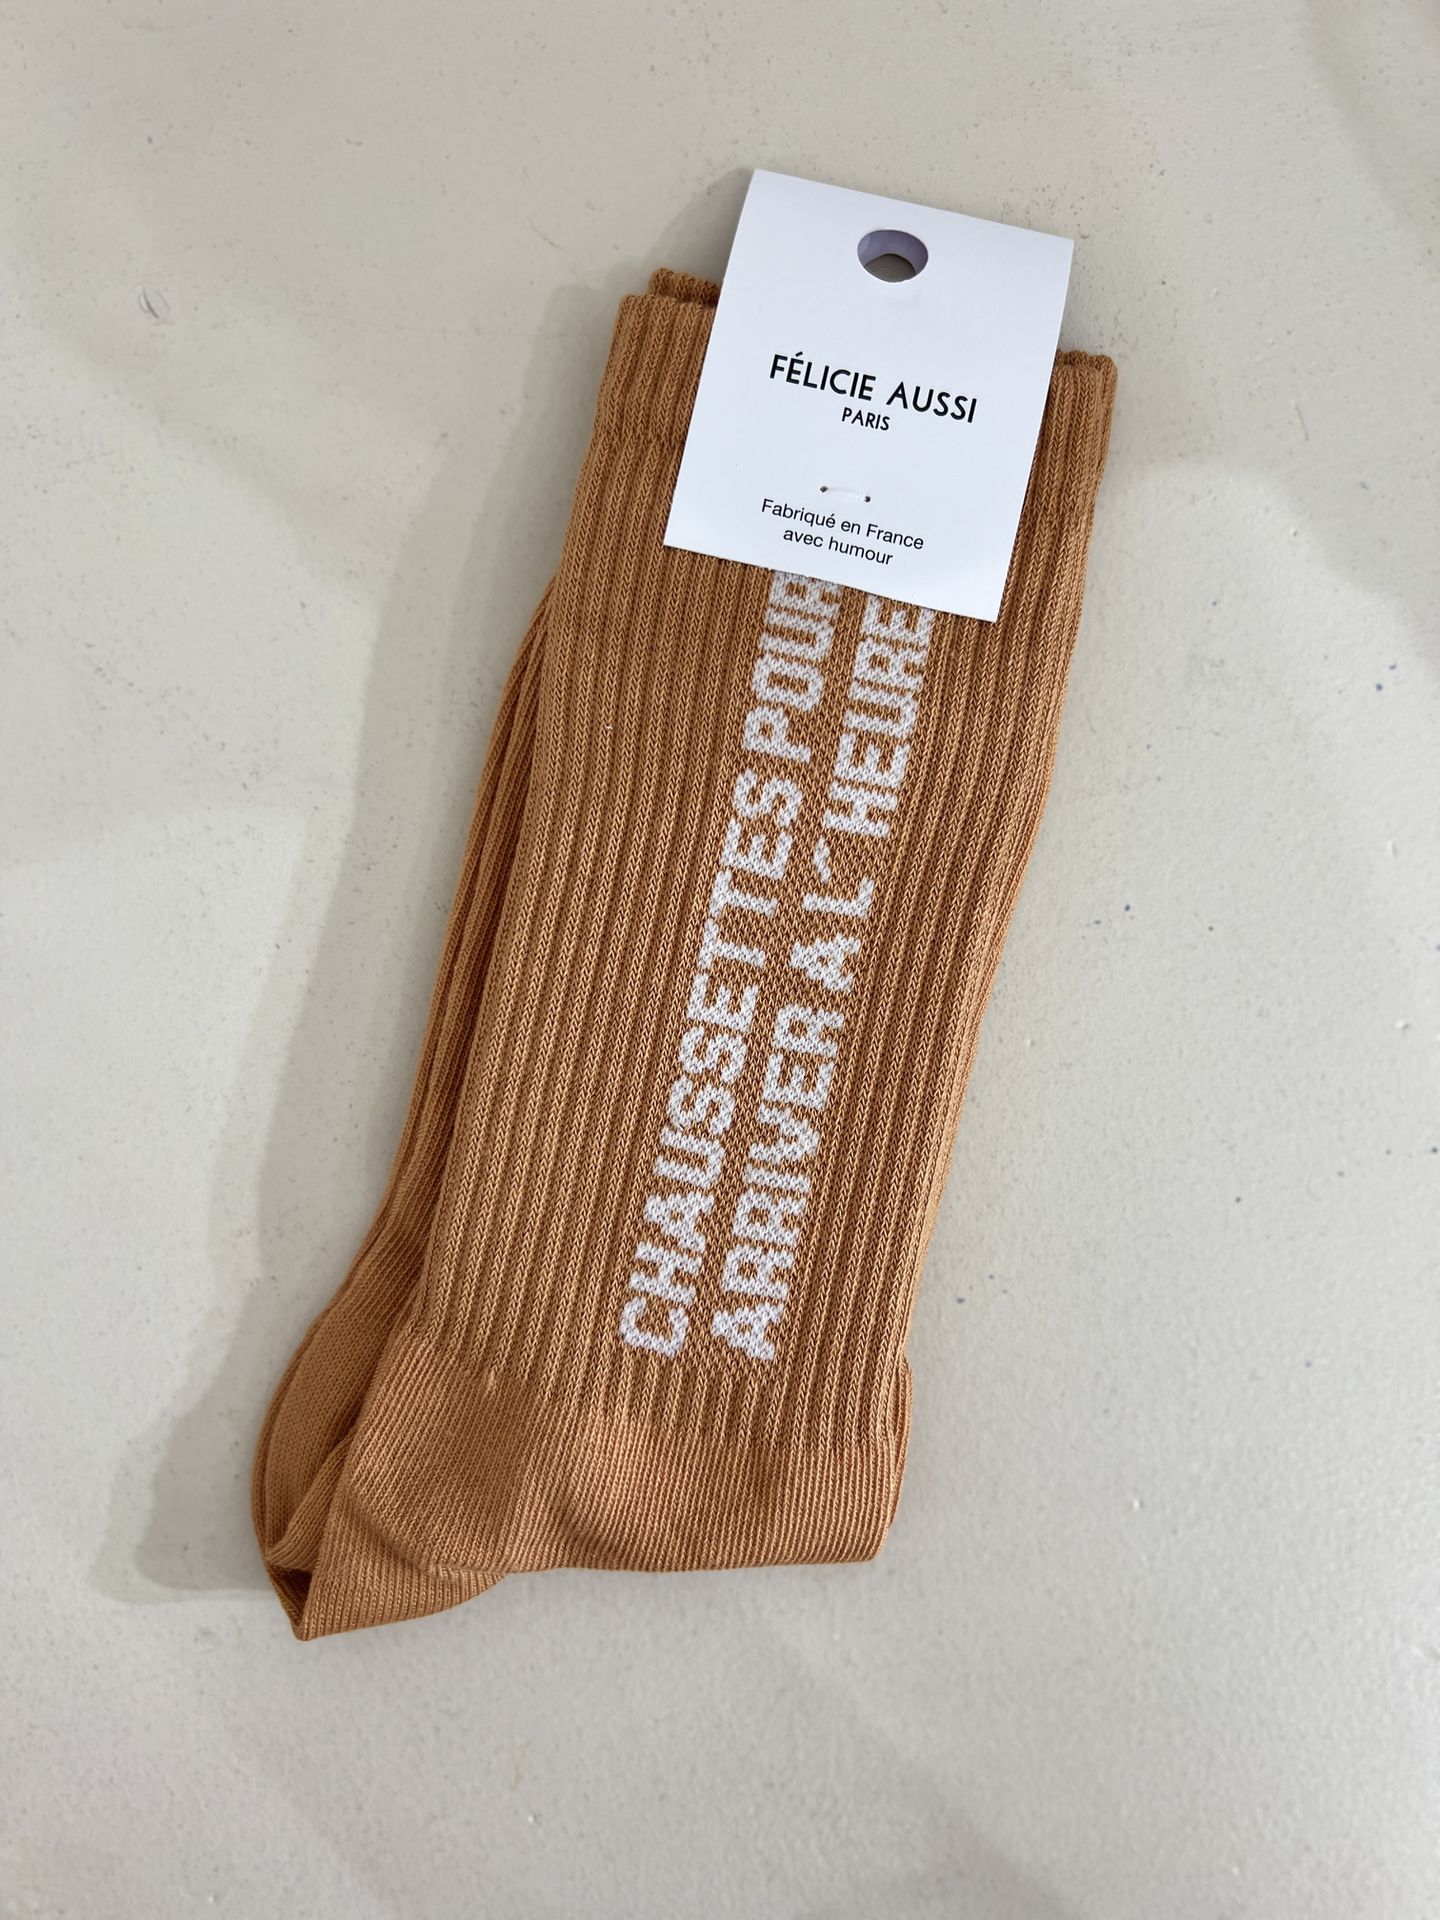 FÉLICIE AUSSI
PARIS
Fabriqué en France
avec humour
CHAUSSETTES POUR
ARRIVER A L'HEURE